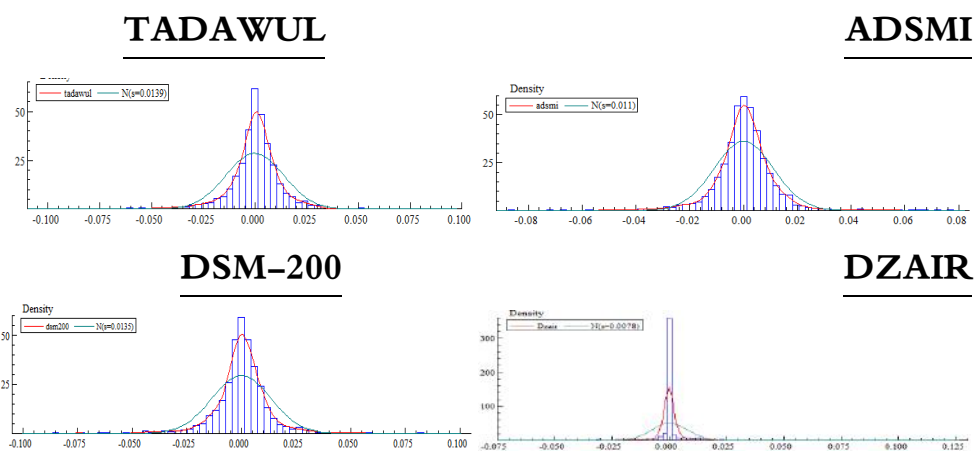 TADAWUL
ADSMI
tadawul N(s=0.0139)
50
25
-0.100 -0.075 -0.050 -0.025 0.000 0.025 0.050 0.075 0.100
Density
adsmi N(s=0.011)
50
25
-0.08 -0.06 -0.04 -0.02 0.00 0.02 0.04 0.06 0.08
DSM-200
DZAIR
Density
dsm200 N(s=0.0135)
50
25
-0.100 -0.075 -0.050 -0.025 0.000 0.025 0.050 0.075 0.100
Density
Dzair N(s=0.0078)
300
200
100
-0.075 -0.050 -0.025 0.000 0.025 0.050 0.075 0.100 0.125